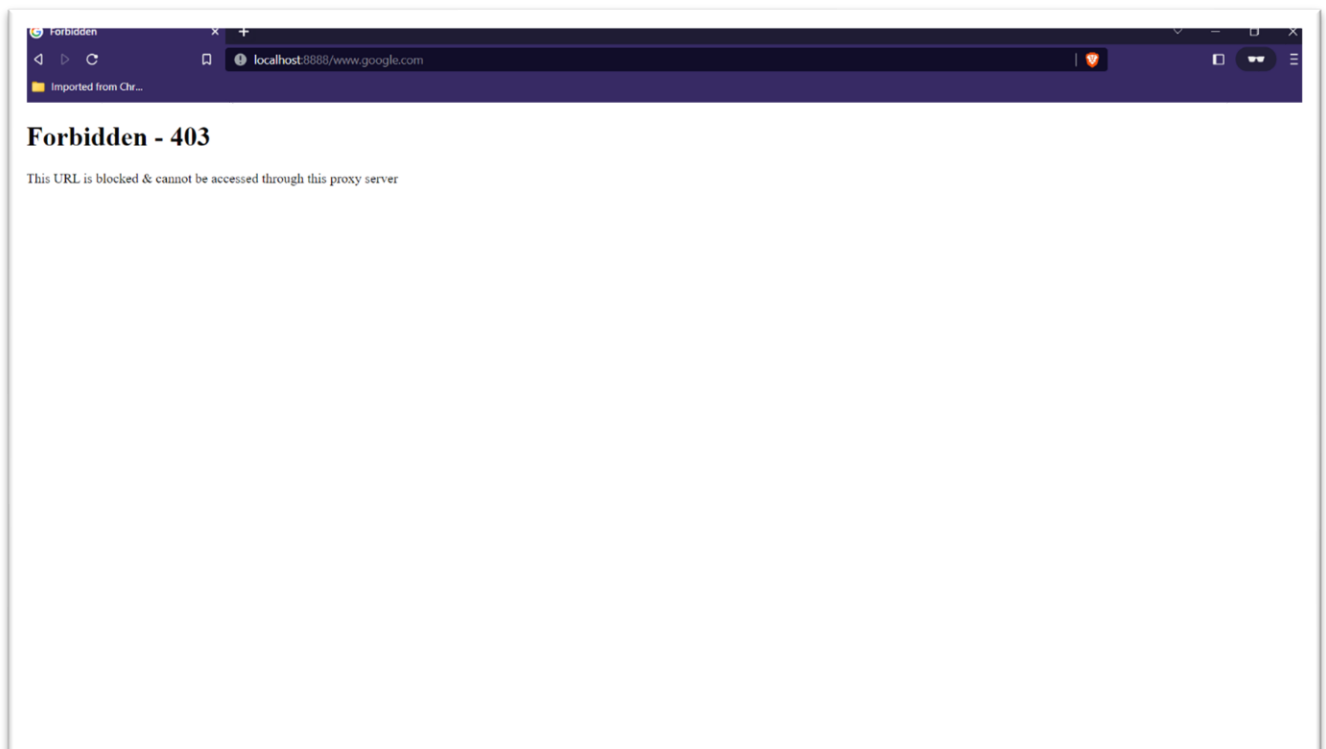 Forbidden
localhost:8888/www.google.com
Imported from Chr...
Forbidden - 403
This URL is blocked & cannot be accessed through this proxy server